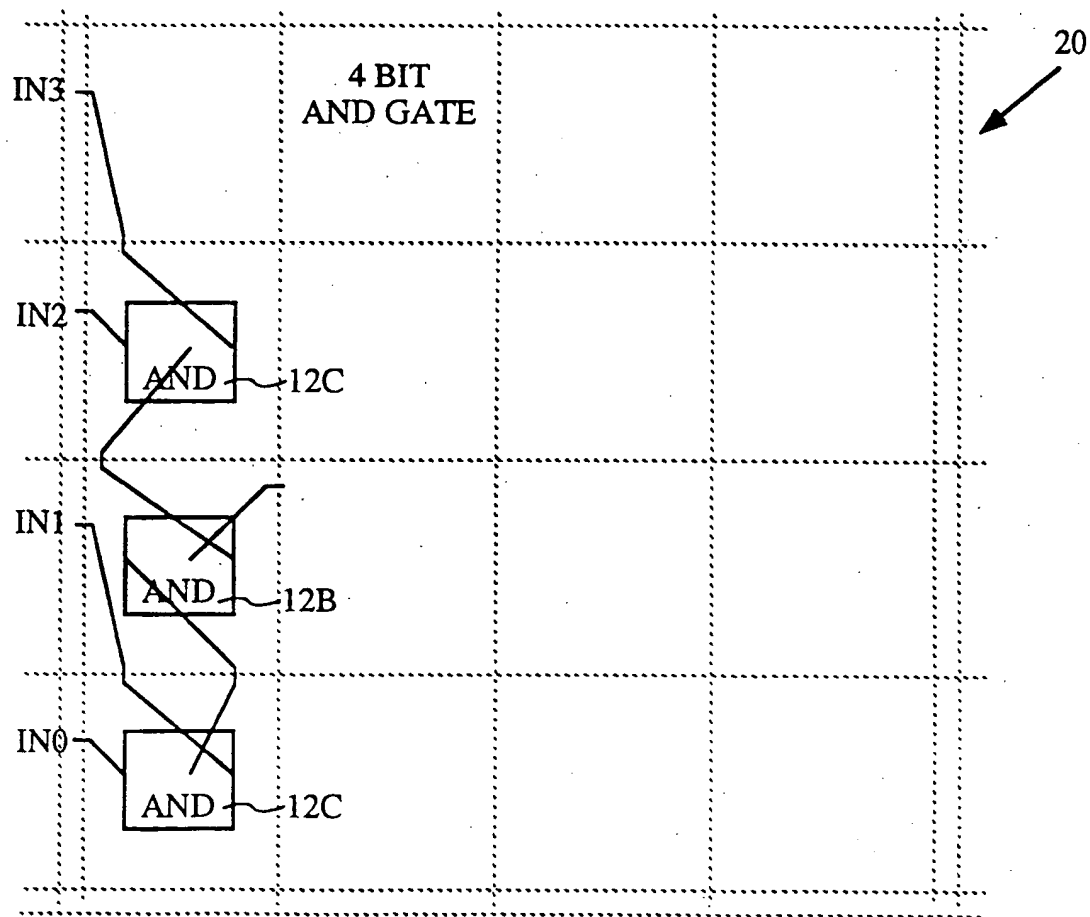 20
4 BIT
AND GATE
IN3
IN2
AND
12C
IN1
AND
12B
IN0
AND
12C